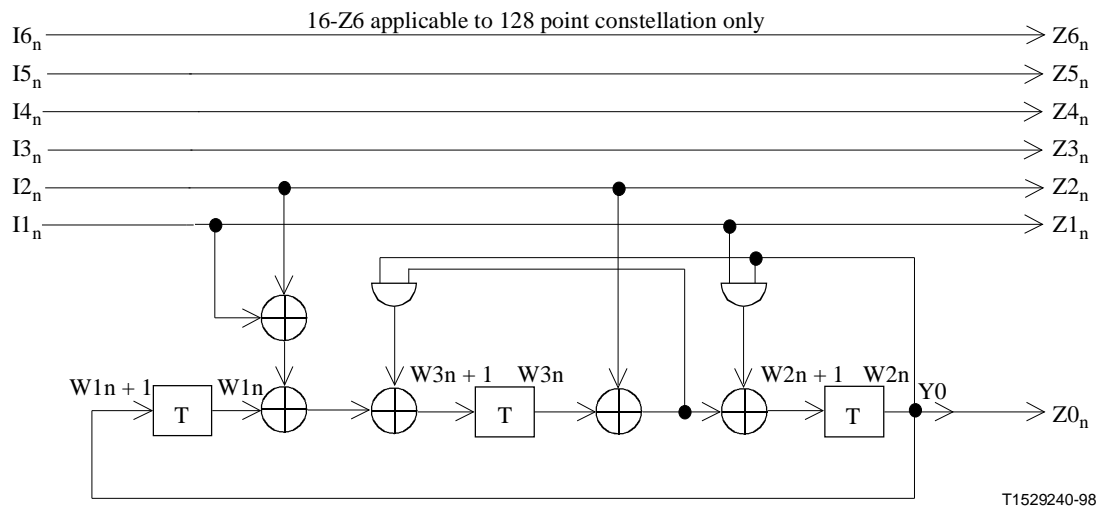 16-Z6 applicable to 128 point constellation only
I6n Z6n
I5n Z5n
I4n Z4n
I3n Z3n
I2n Z2n
I1n Z1n
W1n + 1 W1n W3n + 1 W3n W2n + 1 W2n Y0
T T T Z0n
T1529240-98